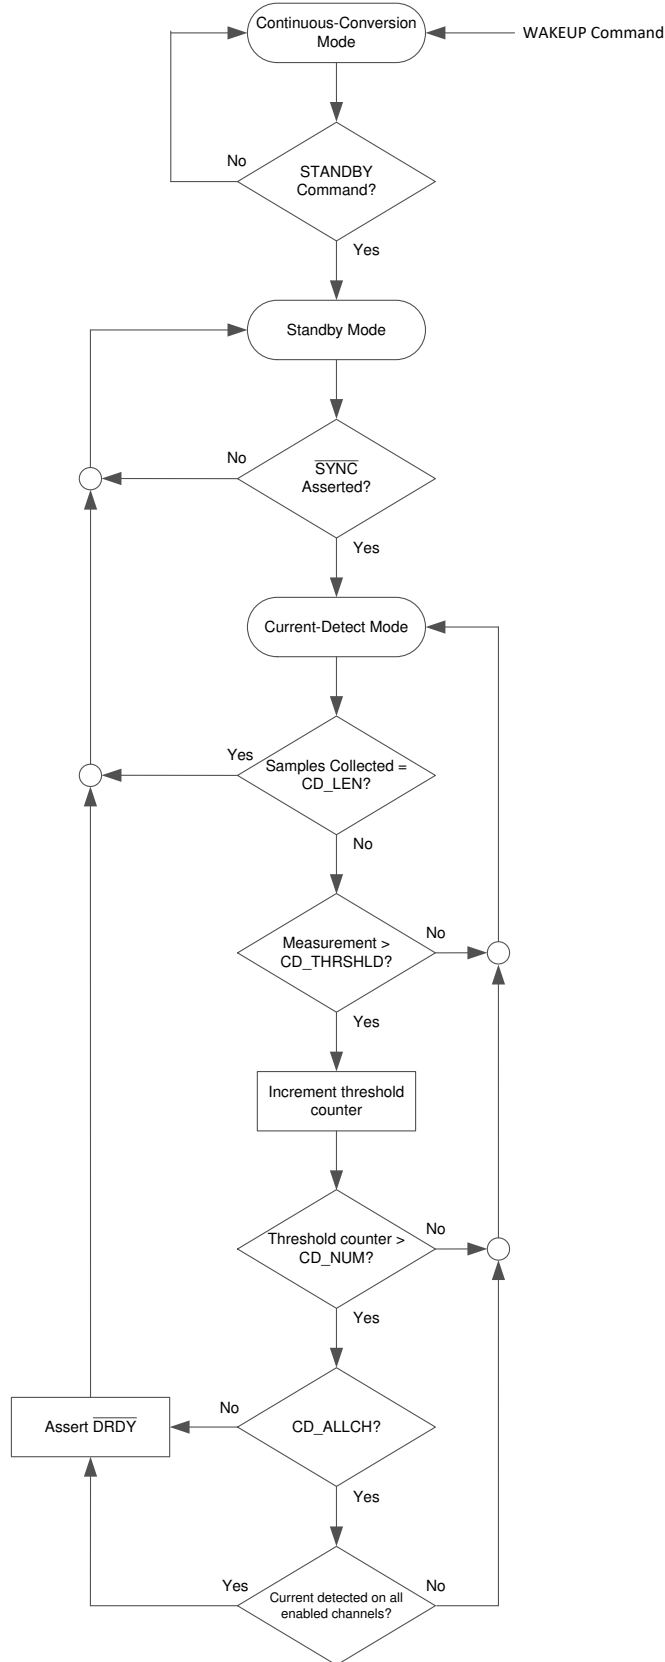 Continuous-Conversion
Mode
WAKEUP Command
No
STANDBY
Command?
Yes
Standby Mode
No
SYNC
Asserted?
Yes
Current-Detect Mode
Yes
Samples Collected =
CD_LEN?
No
Measurement >
CD_THRSHLD?
No
Yes
Increment threshold
counter
Threshold counter >
CD_NUM?
No
Yes
Assert DRDY
No
CD_ALLCH?
Yes
Yes
Current detected on all
enabled channels?
No